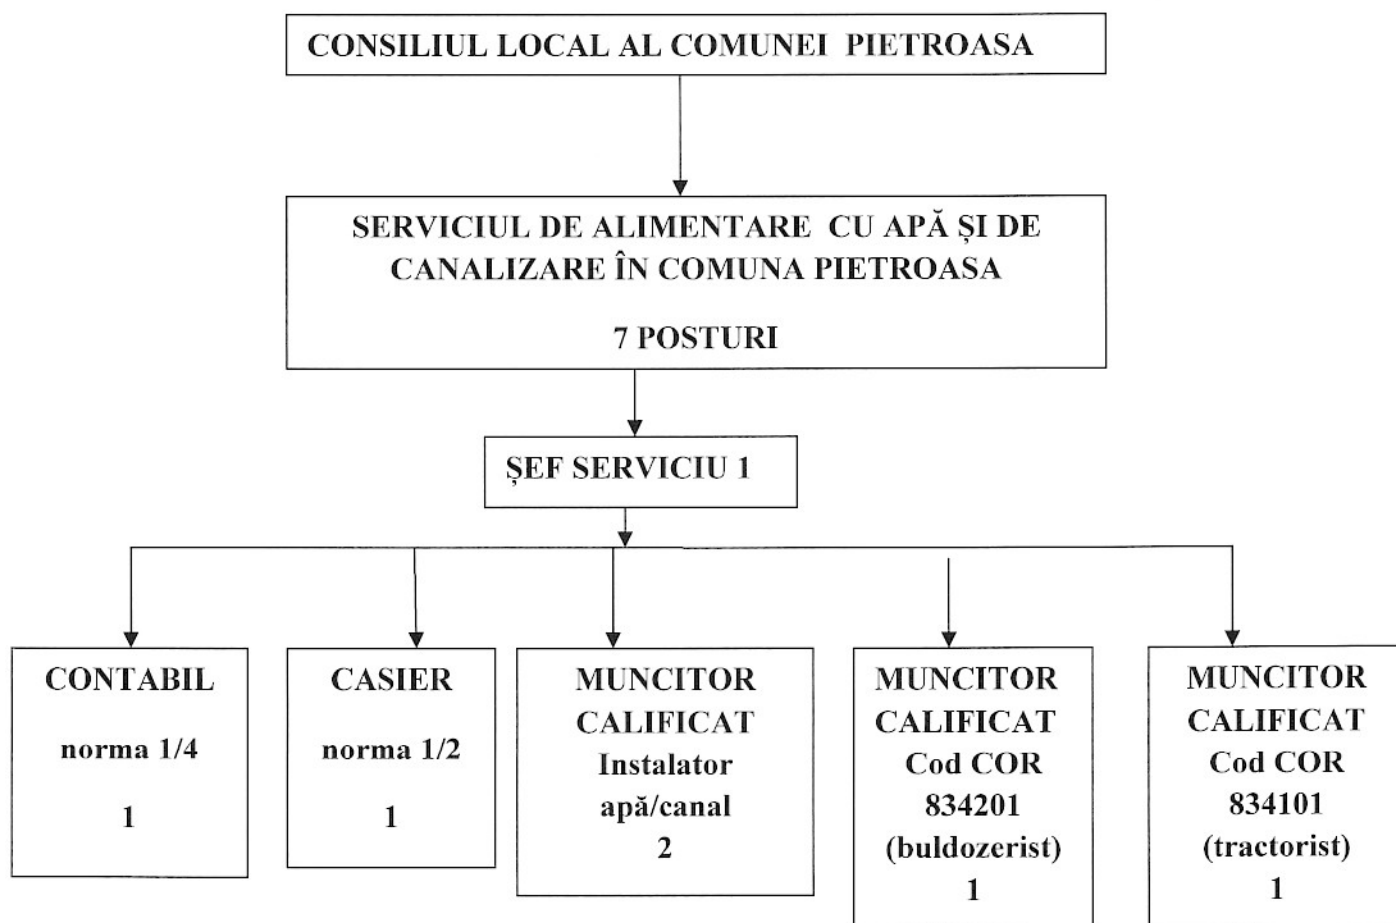 CONSILIUL LOCAL AL COMUNEI PIETROASA
SERVICIUL DE ALIMENTARE CU APĂ ȘI DE
CANALIZARE ÎN COMUNA PIETROASA
7 POSTURI
ȘEF SERVICIU 1
CONTABIL
norma 1/4
1
CASIER
norma 1/2
1
MUNCITOR
CALIFICAT
Instalator
apă/canal
2
MUNCITOR
CALIFICAT
Cod COR
834201
(buldozerist)
1
MUNCITOR
CALIFICAT
Cod COR
834101
(tractorist)
1